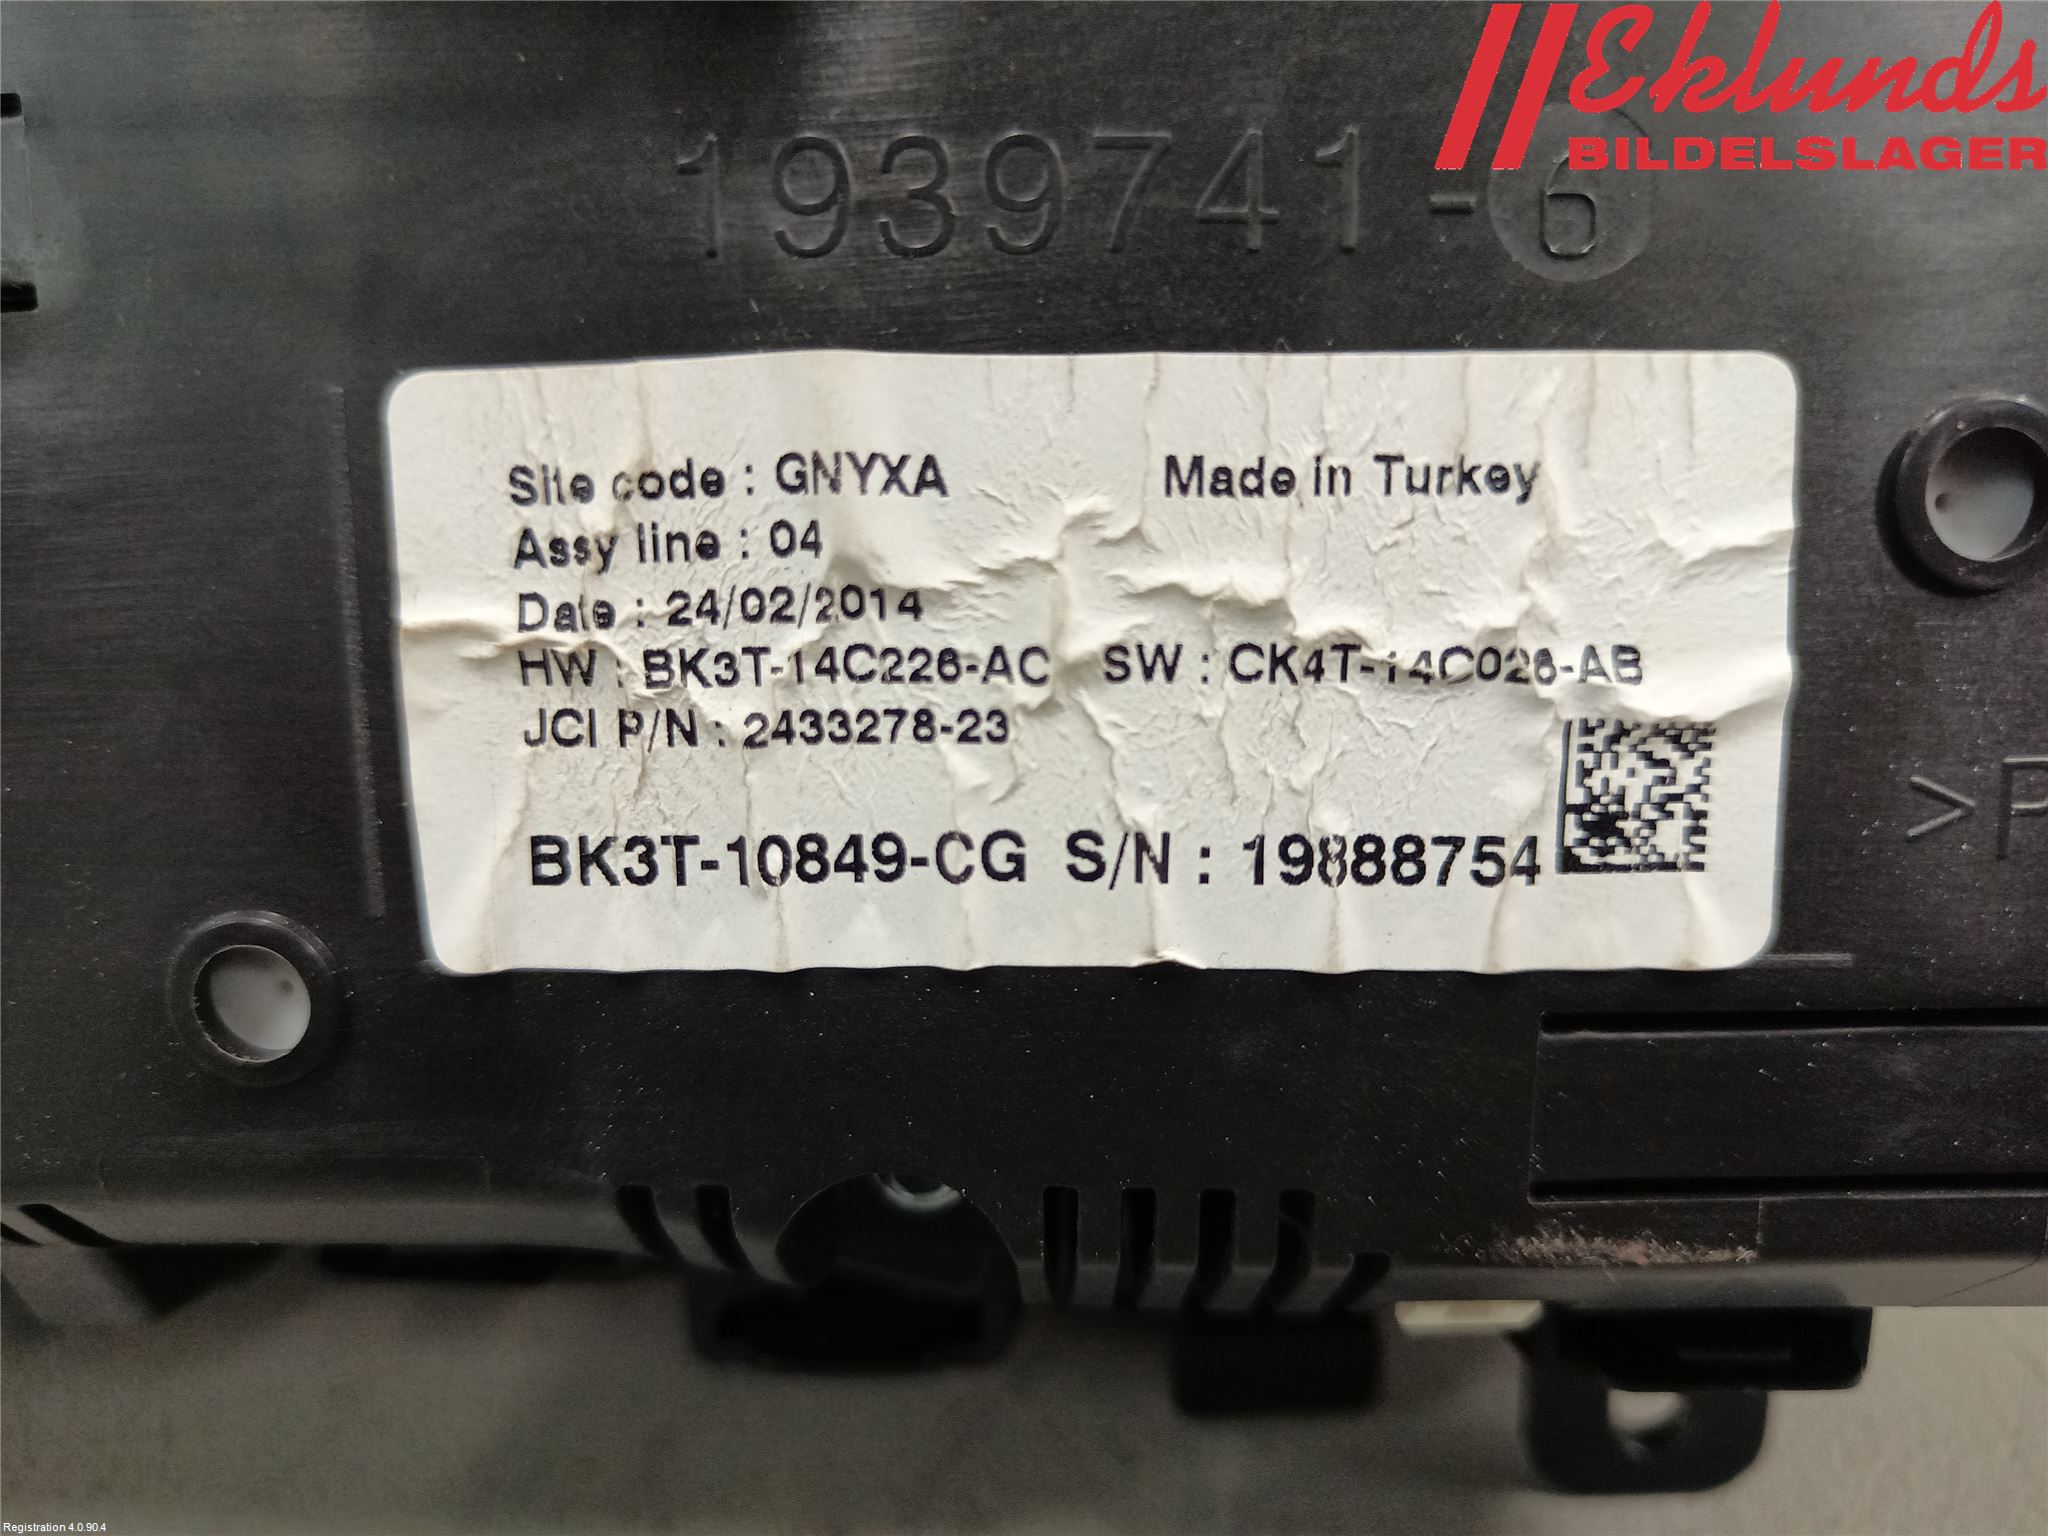 Eklunds
BILDELSLAGER
1939741-6
Site code : GNYXA Made in Turkey
Assy line : 04
Date : 24/02/2014
HW : BK3T-14C226-AC SW : CK4T-14C026-AB
JCI P/N : 2433278-23
BK3T-10849-CG S/N : 19888754
>P
Registration 4.0.90.4